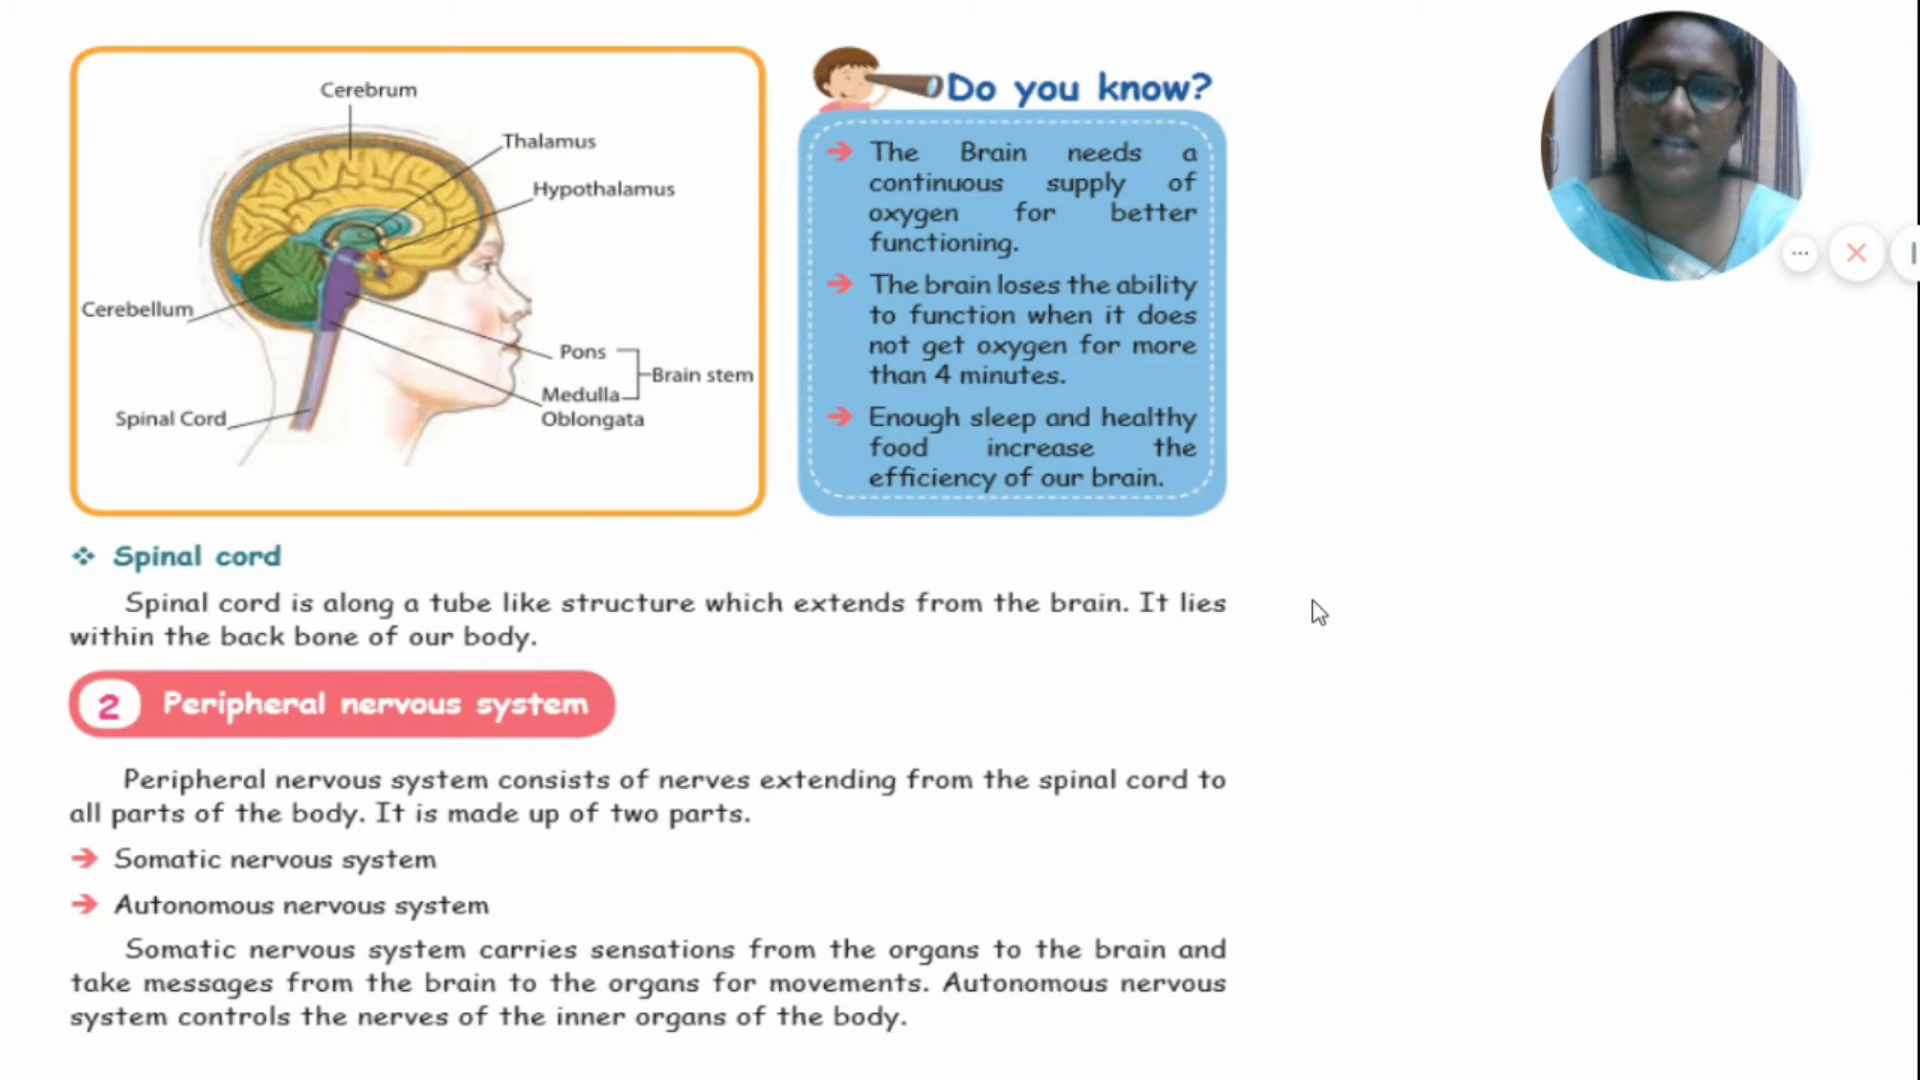 Cerebrum
Thalamus
Hypothalamus
Cerebellum
Pons
Brain stem
Medulla
Oblongata
Spinal Cord
Do you know?
The Brain needs a
continuous supply of
oxygen for better
functioning.
The brain loses the ability
to function when it does
not get oxygen for more
than 4 minutes.
Enough sleep and healthy
food increase the
efficiency of our brain.
Spinal cord
Spinal cord is along a tube like structure which extends from the brain. It lies
within the back bone of our body.
2 Peripheral nervous system
Peripheral nervous system consists of nerves extending from the spinal cord to
all parts of the body. It is made up of two parts.
Somatic nervous system
Autonomous nervous system
Somatic nervous system carries sensations from the organs to the brain and
take messages from the brain to the organs for movements. Autonomous nervous
system controls the nerves of the inner organs of the body.